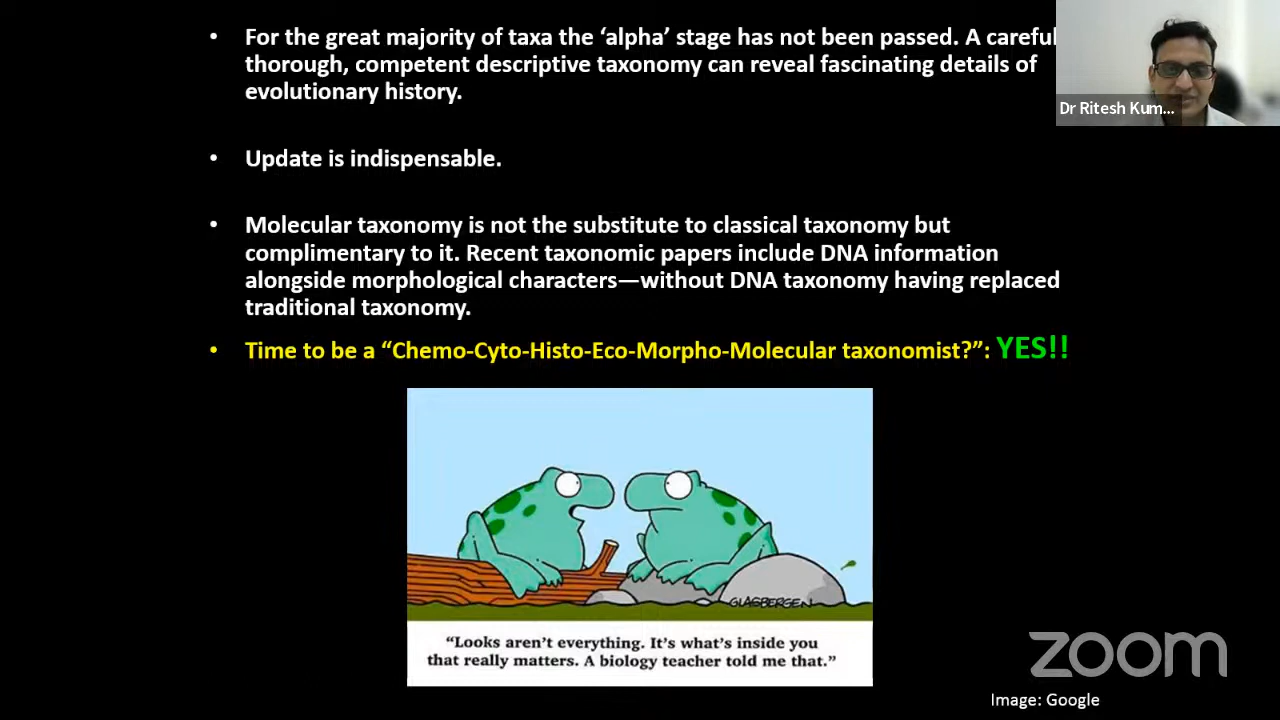 • For the great majority of taxa the ‘alpha’ stage has not been passed. A careful
thorough, competent descriptive taxonomy can reveal fascinating details of
evolutionary history.
• Update is indispensable.
• Molecular taxonomy is not the substitute to classical taxonomy but
complimentary to it. Recent taxonomic papers include DNA information
alongside morphological characters—without DNA taxonomy having replaced
traditional taxonomy.
• Time to be a “Chemo-Cyto-Histo-Eco-Morpho-Molecular taxonomist?”: YES!!
Dr Ritesh Kum...
GLASBERGEN
“Looks aren’t everything. It’s what’s inside you
that really matters. A biology teacher told me that.”
zoom
Image: Google